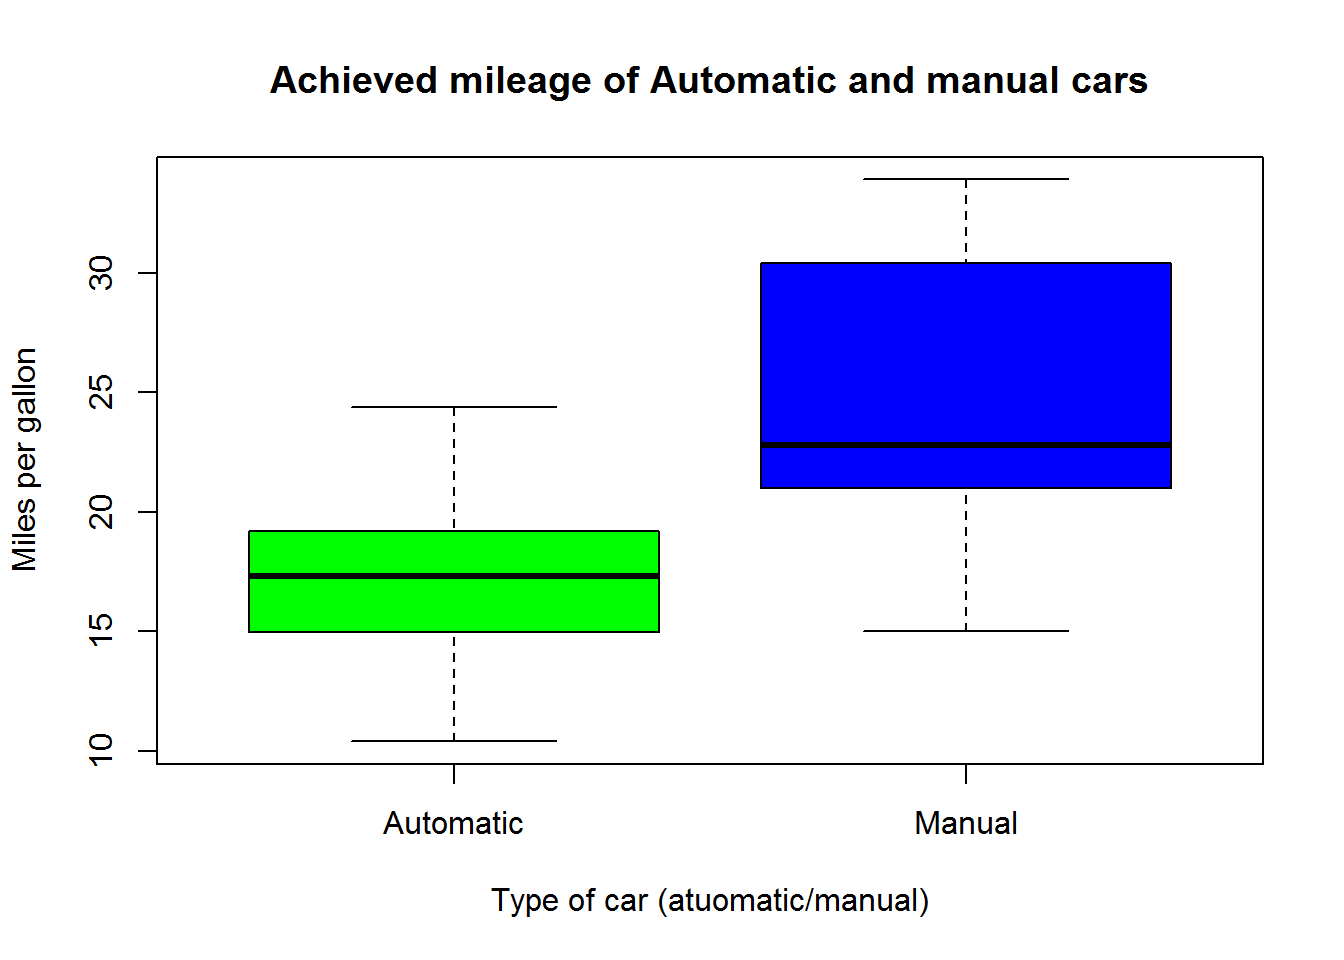 Achieved mileage of Automatic and manual cars
Miles per gallon
30
25
20
15
10
Automatic
Manual
Type of car (atuomatic/manual)